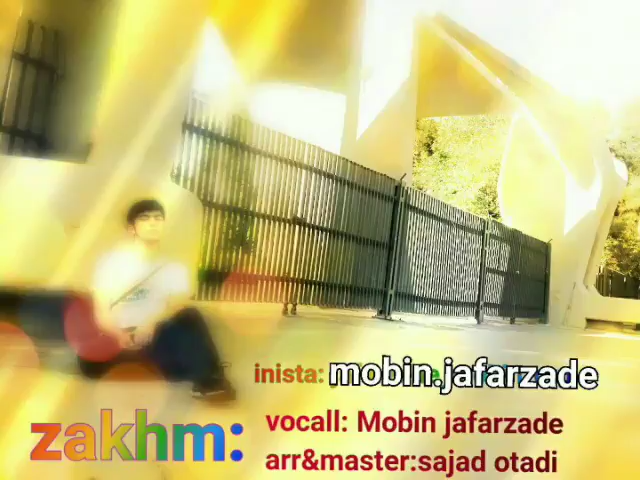 inista: mobin.jafarzade
zakhm:
vocall: Mobin jafarzade
arr&master:sajad otadi